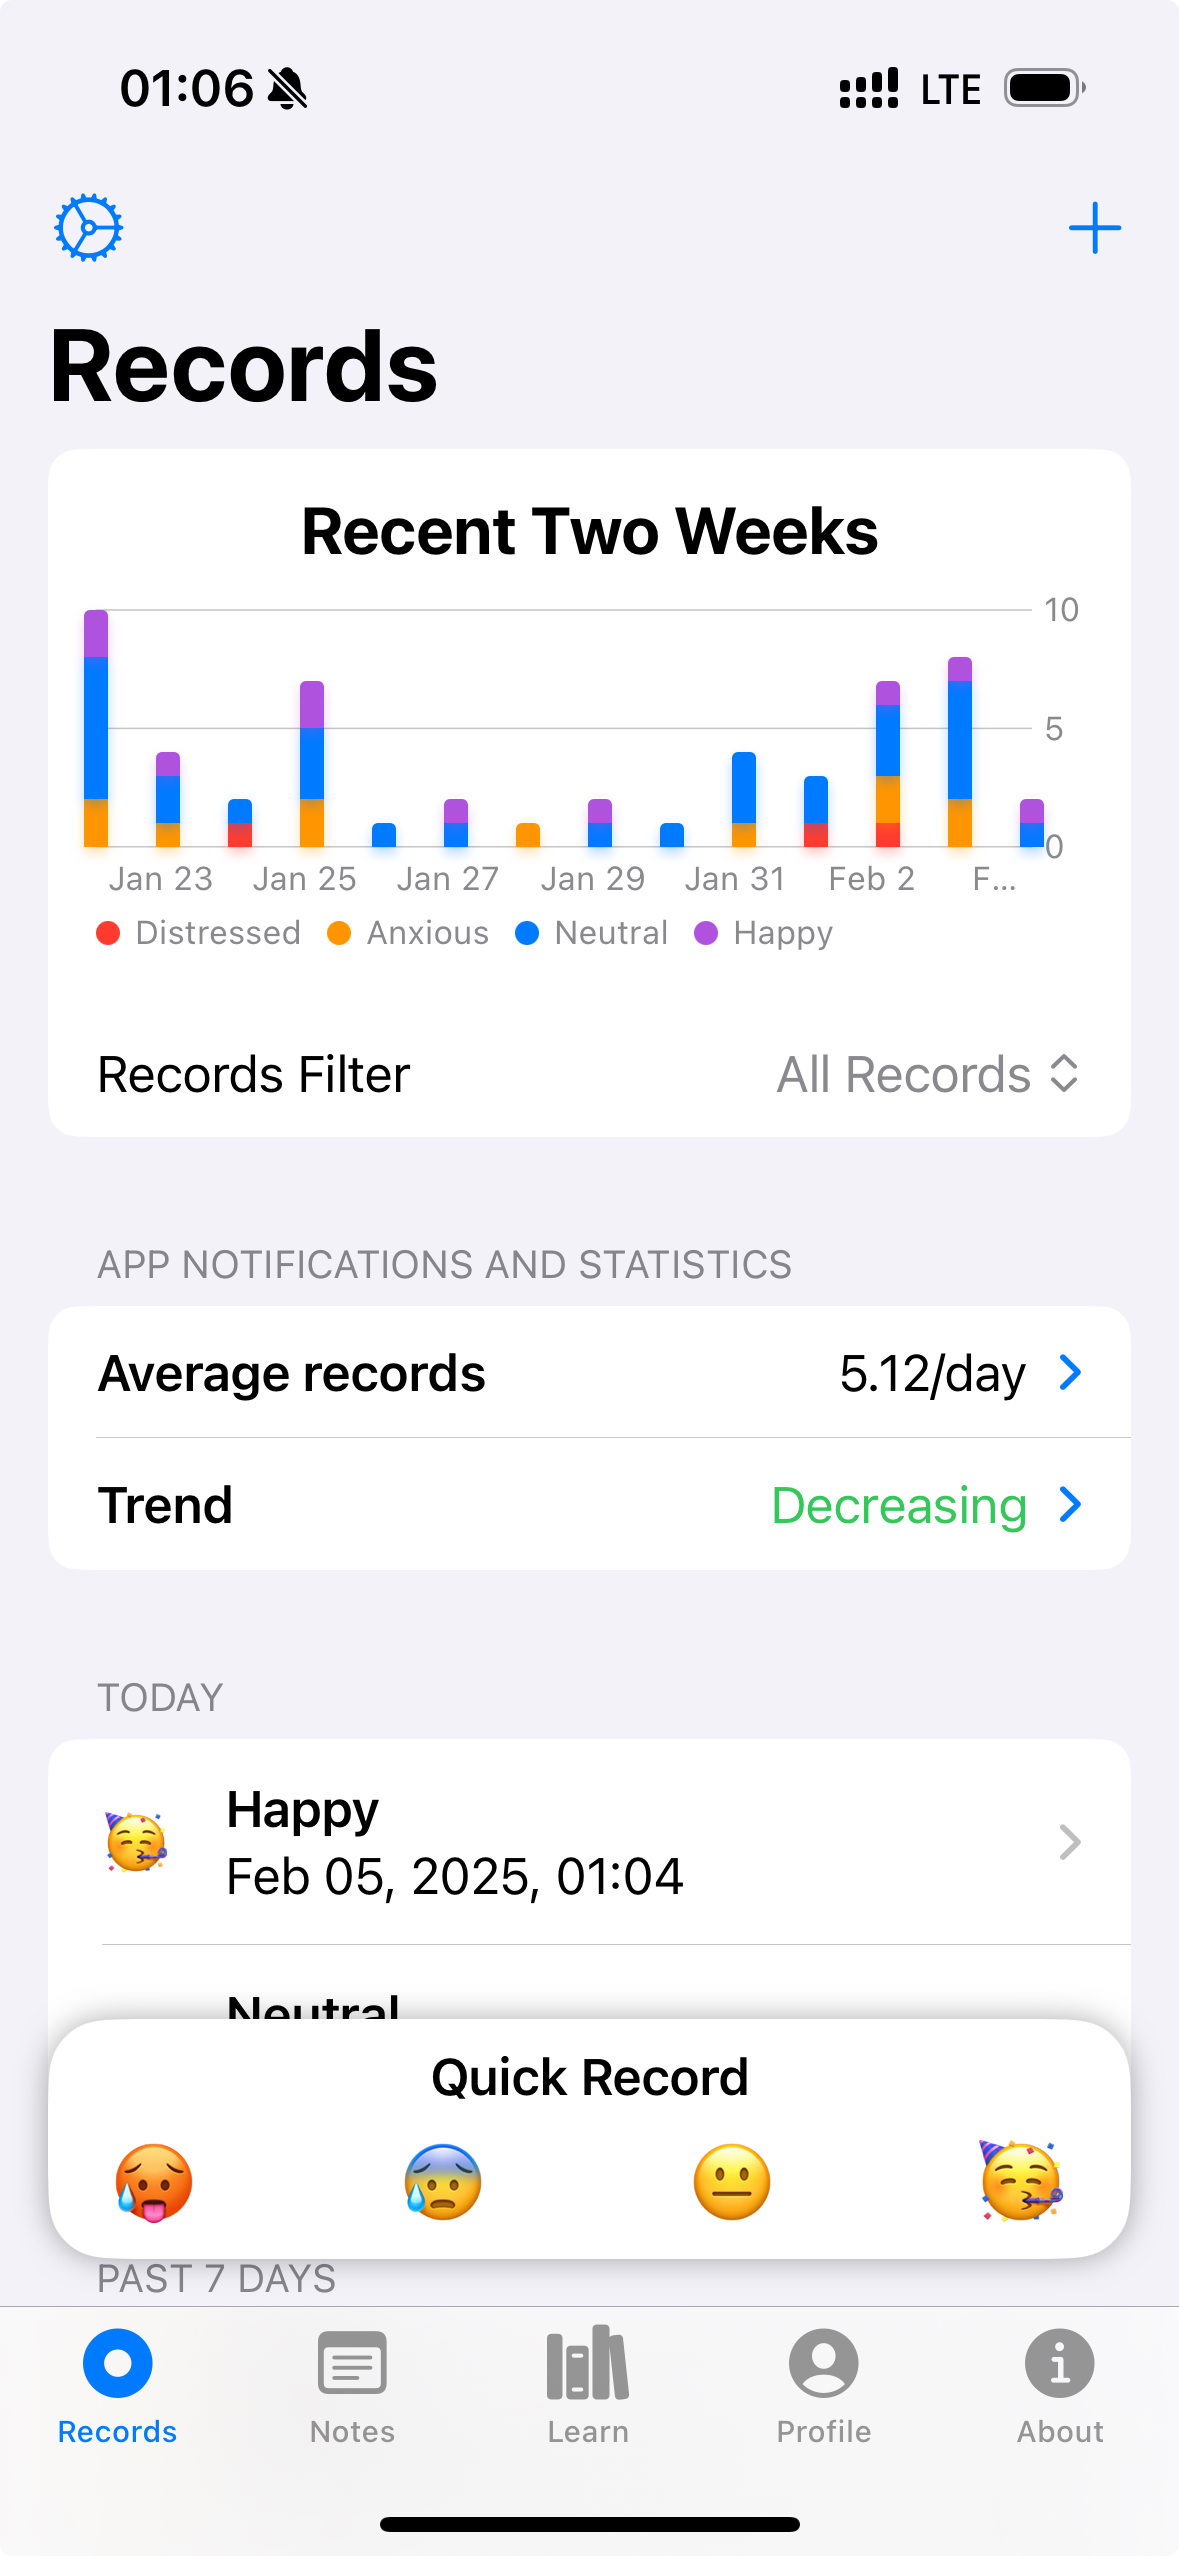 01:06 LTE
Records
Recent Two Weeks
10
5
0
Jan 23 Jan 25 Jan 27 Jan 29 Jan 31 Feb 2 F...
Distressed Anxious Neutral Happy
Records Filter All Records
APP NOTIFICATIONS AND STATISTICS
Average records 5.12/day
Trend Decreasing
TODAY
Happy
Feb 05, 2025, 01:04
Neutral
Quick Record
PAST 7 DAYS
Records Notes Learn Profile About